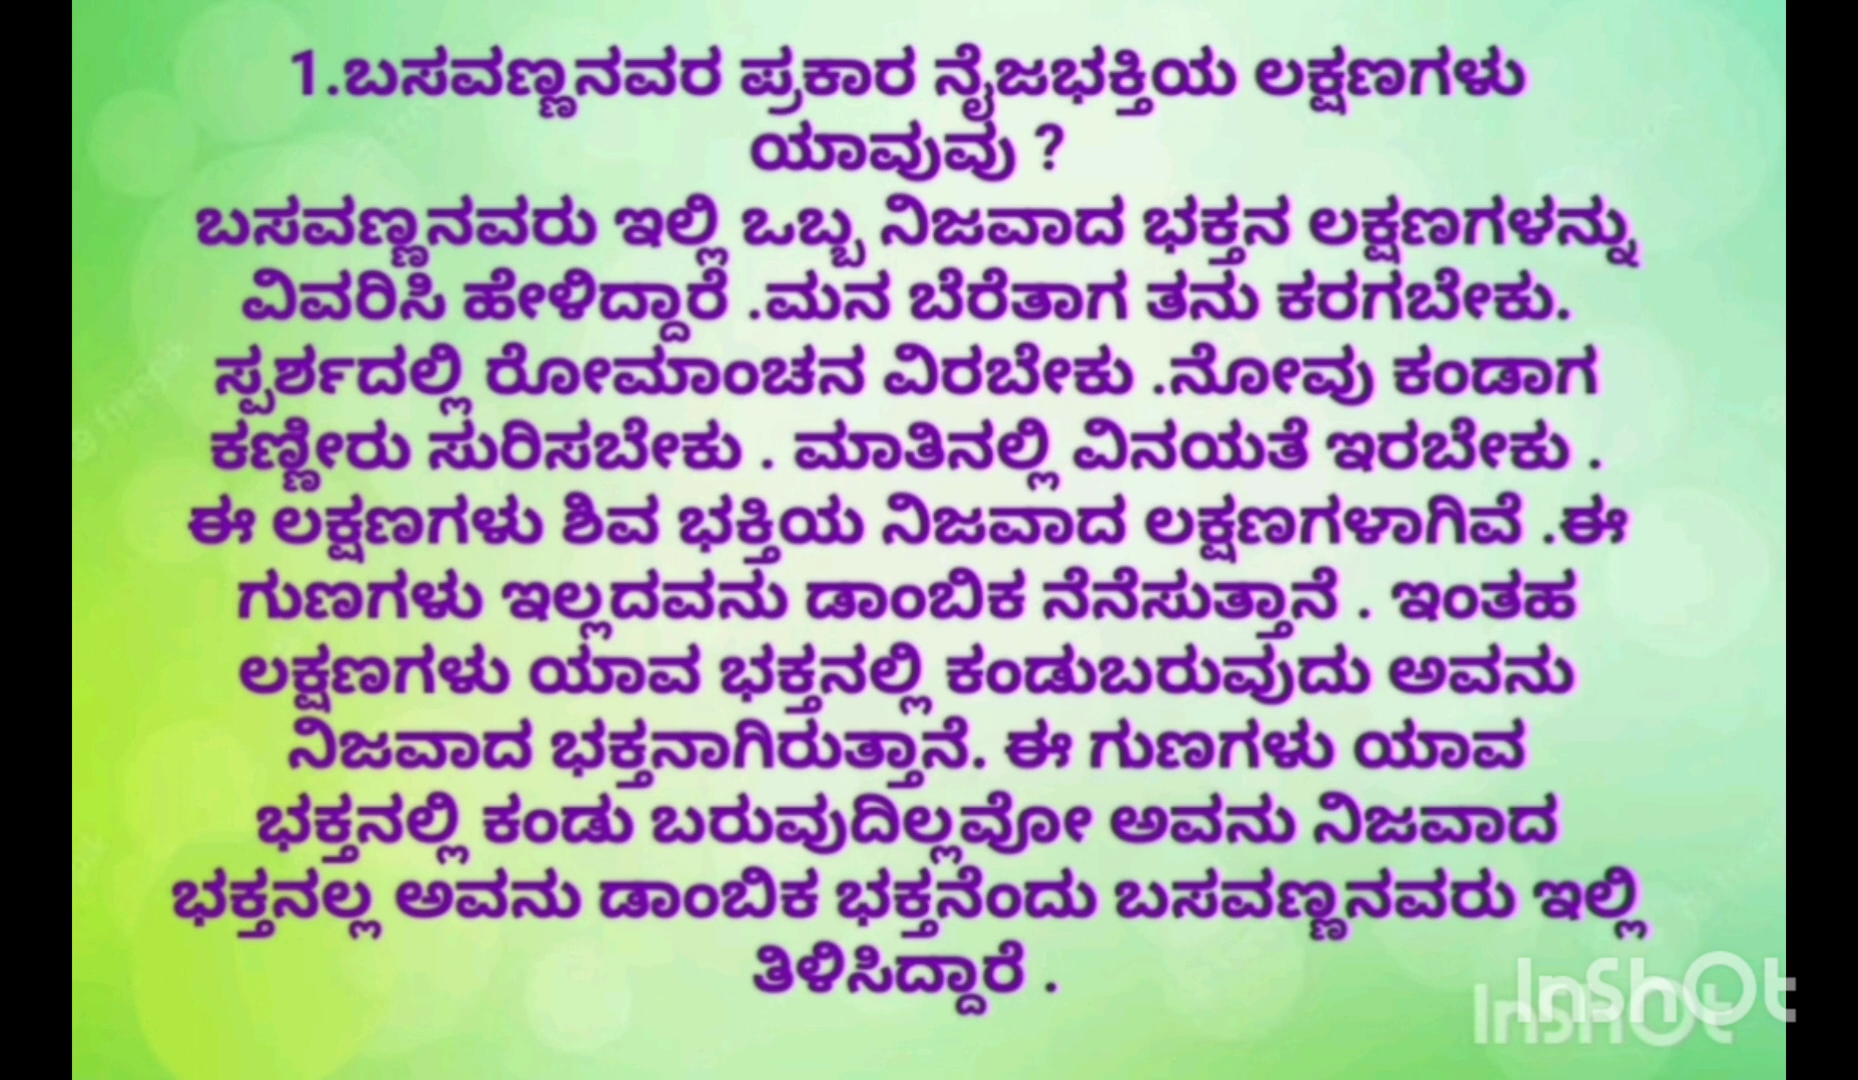 1.ಬಸವಣ್ಣನವರ ಪ್ರಕಾರ ನೈಜಭಕ್ತಿಯ ಲಕ್ಷಣಗಳು
ಯಾವುವು ?
ಬಸವಣ್ಣನವರು ಇಲ್ಲಿ ಒಬ್ಬ ನಿಜವಾದ ಭಕ್ತನ ಲಕ್ಷಣಗಳನ್ನು
ವಿವರಿಸಿ ಹೇಳಿದ್ದಾರೆ .ಮನ ಬೆರೆತಾಗ ತನು ಕರಗಬೇಕು.
ಸ್ಪರ್ಶದಲ್ಲಿ ರೋಮಾಂಚನ ವಿರಬೇಕು .ನೋವು ಕಂಡಾಗ
ಕಣ್ಣೀರು ಸುರಿಸಬೇಕು . ಮಾತಿನಲ್ಲಿ ವಿನಯತೆ ಇರಬೇಕು .
ಈ ಲಕ್ಷಣಗಳು ಶಿವ ಭಕ್ತಿಯ ನಿಜವಾದ ಲಕ್ಷಣಗಳಾಗಿವೆ .ಈ
ಗುಣಗಳು ಇಲ್ಲದವನು ಡಾಂಬಿಕ ನೆನೆಸುತ್ತಾನೆ . ಇಂತಹ
ಲಕ್ಷಣಗಳು ಯಾವ ಭಕ್ತನಲ್ಲಿ ಕಂಡುಬರುವುದು ಅವನು
ನಿಜವಾದ ಭಕ್ತನಾಗಿರುತ್ತಾನೆ. ಈ ಗುಣಗಳು ಯಾವ
ಭಕ್ತನಲ್ಲಿ ಕಂಡು ಬರುವುದಿಲ್ಲವೋ ಅವನು ನಿಜವಾದ
ಭಕ್ತನಲ್ಲ ಅವನು ಡಾಂಬಿಕ ಭಕ್ತನೆಂದು ಬಸವಣ್ಣನವರು ಇಲ್ಲಿ
ತಿಳಿಸಿದ್ದಾರೆ .
InShOt
InShOt